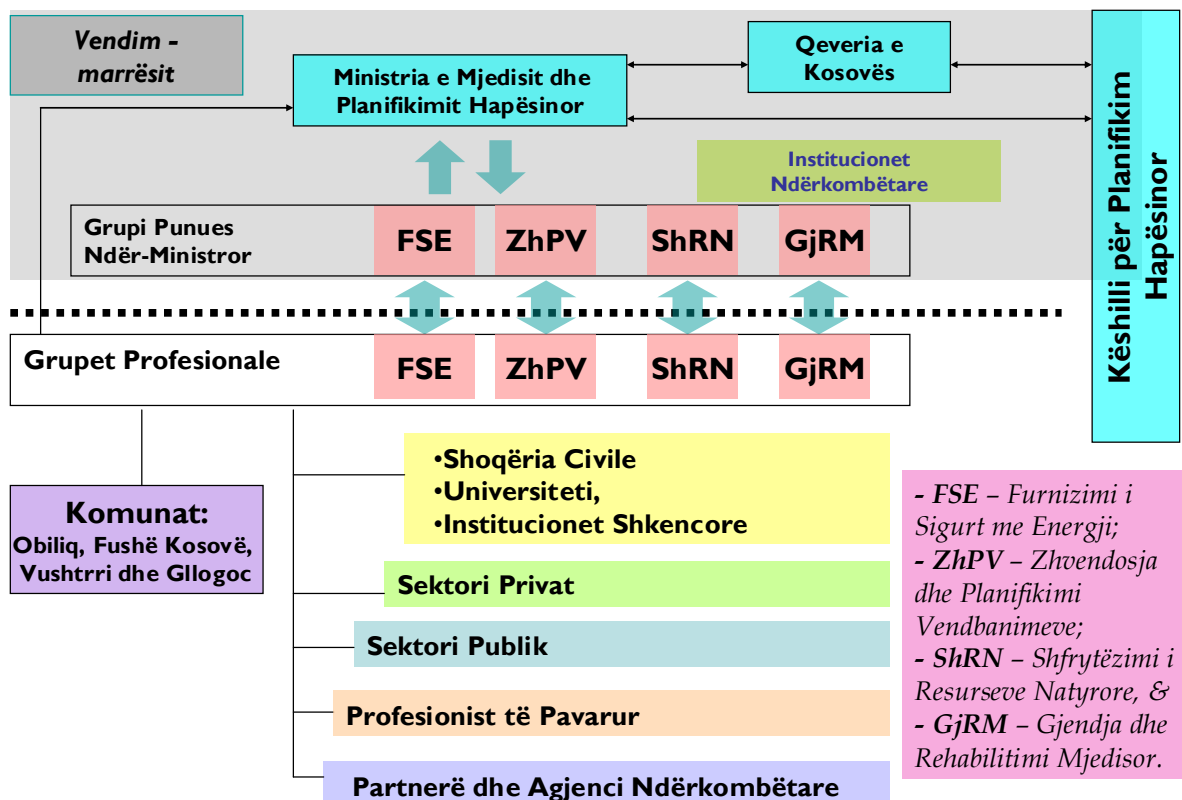 Vendim -
marrësit
Qeveria e
Kosovës
Ministria e Mjedisit dhe
Planifikimit Hapësinor
Këshilli për Planifikim
Hapësinor
Institucionet
Ndërkombëtare
Grupi Punues
Ndër-Ministror
FSE ZhPV ShRN GjRM
Grupet Profesionale
FSE ZhPV ShRN GjRM
•Shoqëria Civile
•Universiteti,
•Institucionet Shkencore
Komunat:
Obiliq, Fushë Kosovë,
Vushtrri dhe Gllogoc
Sektori Privat
Sektori Publik
Profesionist të Pavarur
Partnerë dhe Agjenci Ndërkombëtare
- FSE – Furnizimi i
Sigurt me Energji;
- ZhPV – Zhvendosja
dhe Planifikimi
Vendbanimeve;
- ShRN – Shfrytëzimi i
Resurseve Natyrore, &
- GjRM – Gjendja dhe
Rehabilitimi Mjedisor.